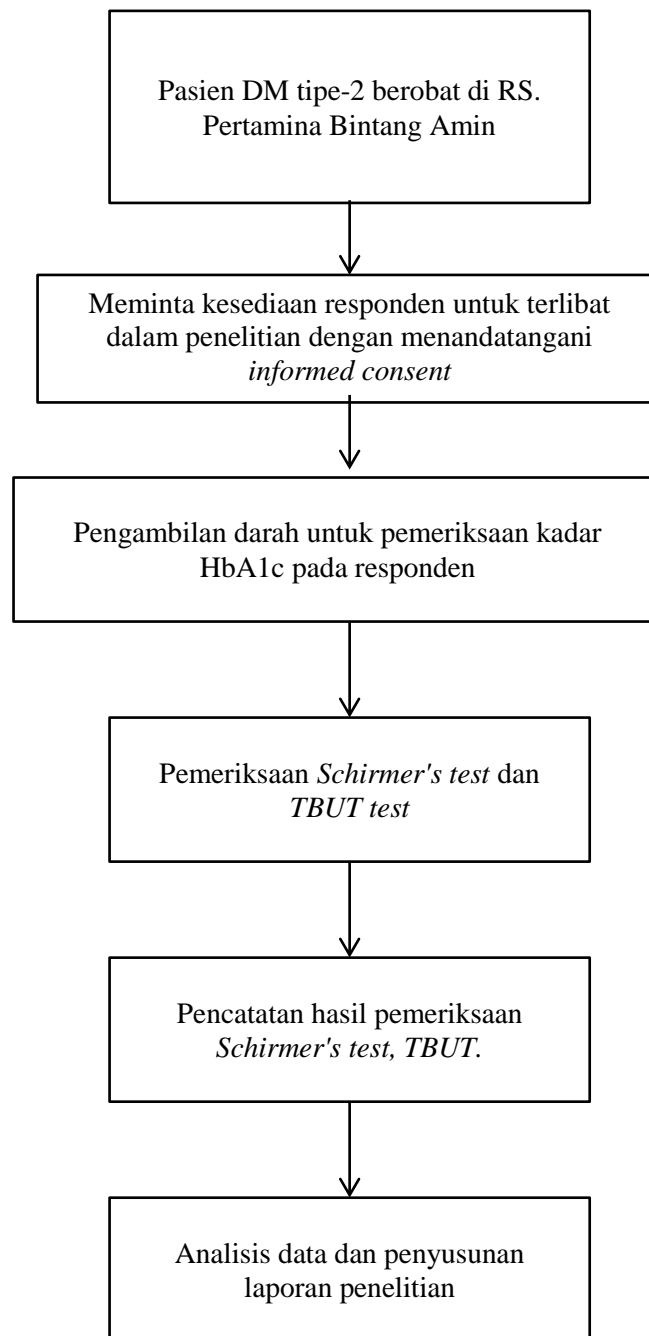 Pasien DM tipe-2 berobat di RS.
Pertamina Bintang Amin
Meminta kesediaan responden untuk terlibat
dalam penelitian dengan menandatangani
informed consent
Pengambilan darah untuk pemeriksaan kadar
HbA1c pada responden
Pemeriksaan Schirmer's test dan
TBUT test
Pencatatan hasil pemeriksaan
Schirmer's test, TBUT.
Analisis data dan penyusunan
laporan penelitian